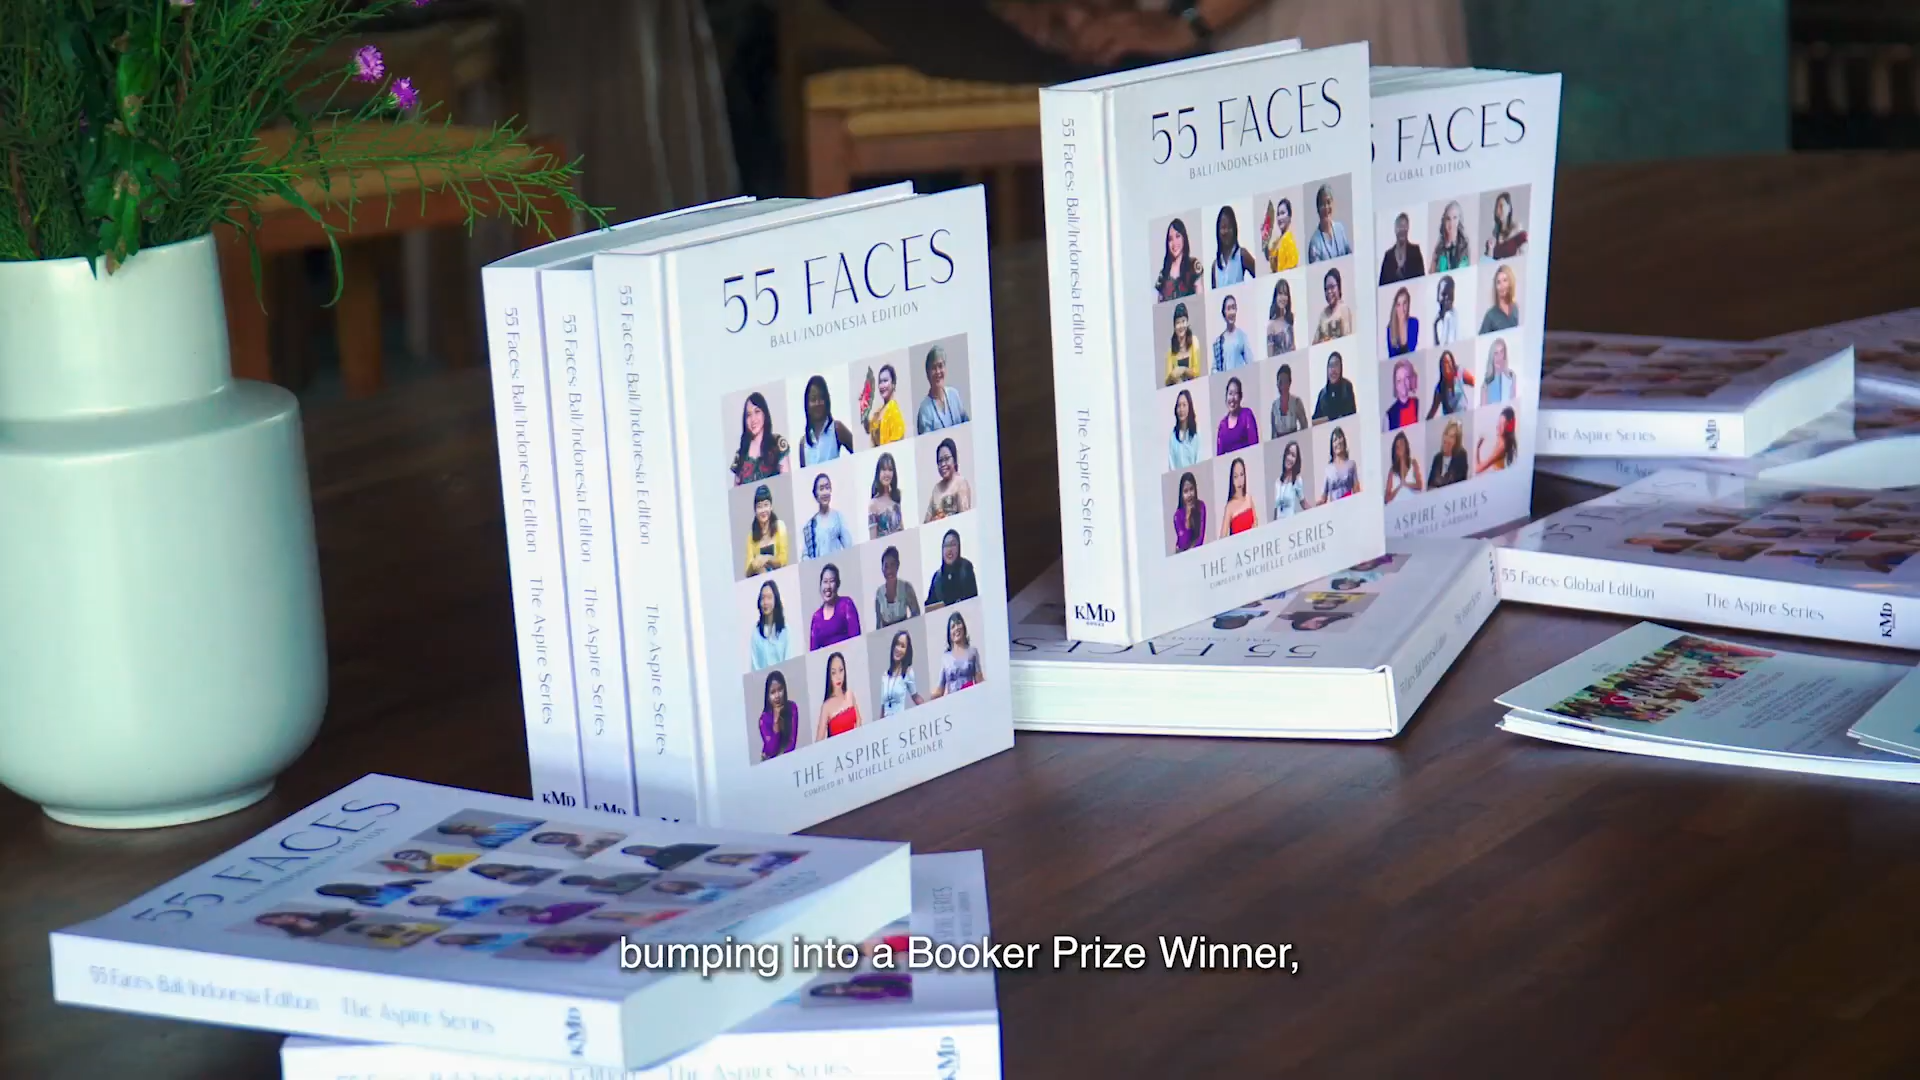 55 FACES
BALI/INDONESIA EDITION
THE ASPIRE SERIES
COMPILED BY MICHELLE GARDINER
55 Faces: Bali/Indonesia Edition The Aspire Series
KMD
55 Faces: Bali/Indonesia Edition The Aspire Series
KMD
55 Faces: Bali/Indonesia Edition The Aspire Series
55 FACES
BALI/INDONESIA EDITION
THE ASPIRE SERIES
COMPILED BY MICHELLE GARDINER
55 Faces: Bali/Indonesia Edition The Aspire Series
KMD
FACES
GLOBAL EDITION
ASPIRE SERIES
MICHELLE GARDINER
The Aspire Series
KMD
55 Faces: Global Edition The Aspire Series
KMD
55 FACES
55 FACES
BALI/INDONESIA EDITION
55 Faces: Bali/Indonesia Edition The Aspire Series
KMD
The Aspire Series
KMD
bumping into a Booker Prize Winner,